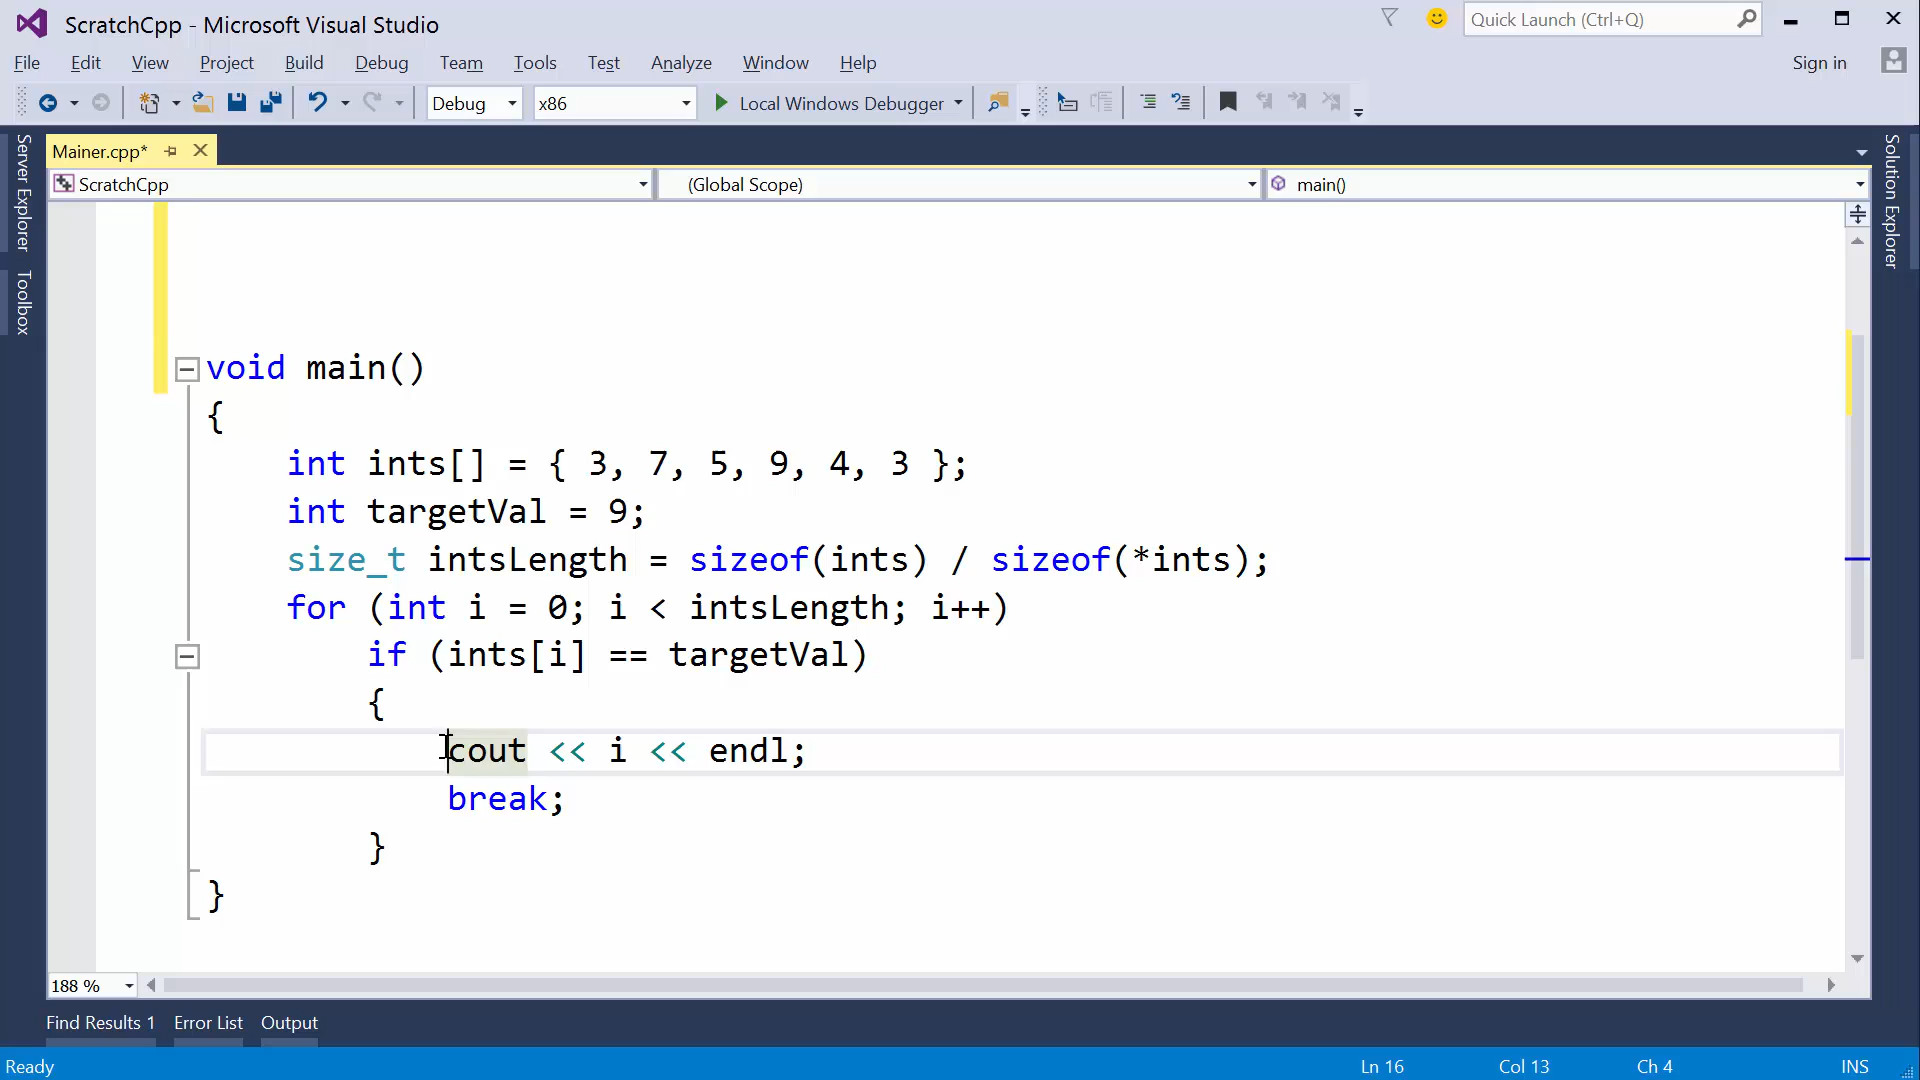 ScratchCpp - Microsoft Visual Studio
Quick Launch (Ctrl+Q)
File Edit View Project Build Debug Team Tools Test Analyze Window Help
Sign in
Debug x86 Local Windows Debugger
Server Explorer
Toolbox
Solution Explorer
Mainer.cpp*
ScratchCpp (Global Scope) main()
void main()
{
int ints[] = { 3, 7, 5, 9, 4, 3 };
int targetVal = 9;
size_t intsLength = sizeof(ints) / sizeof(*ints);
for (int i = 0; i < intsLength; i++)
if (ints[i] == targetVal)
{
cout << i << endl;
break;
}
}
188 %
Find Results 1 Error List Output
Ready Ln 16 Col 13 Ch 4 INS